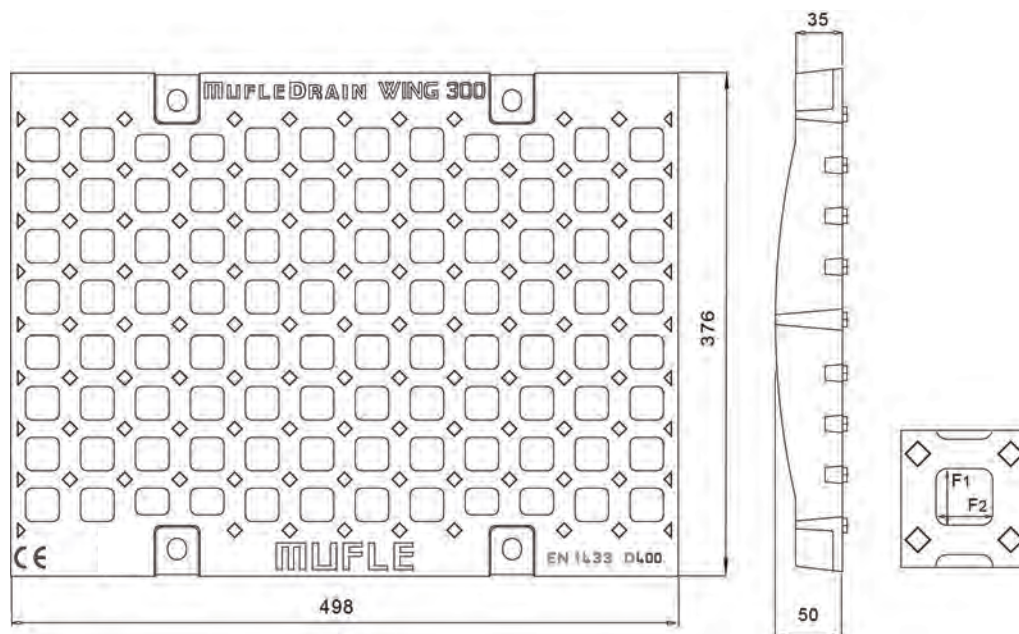 35
MUFLEDRAIN WING 300
376
F1
F2
CE
MUFLE
EN 1433 D400
498
50